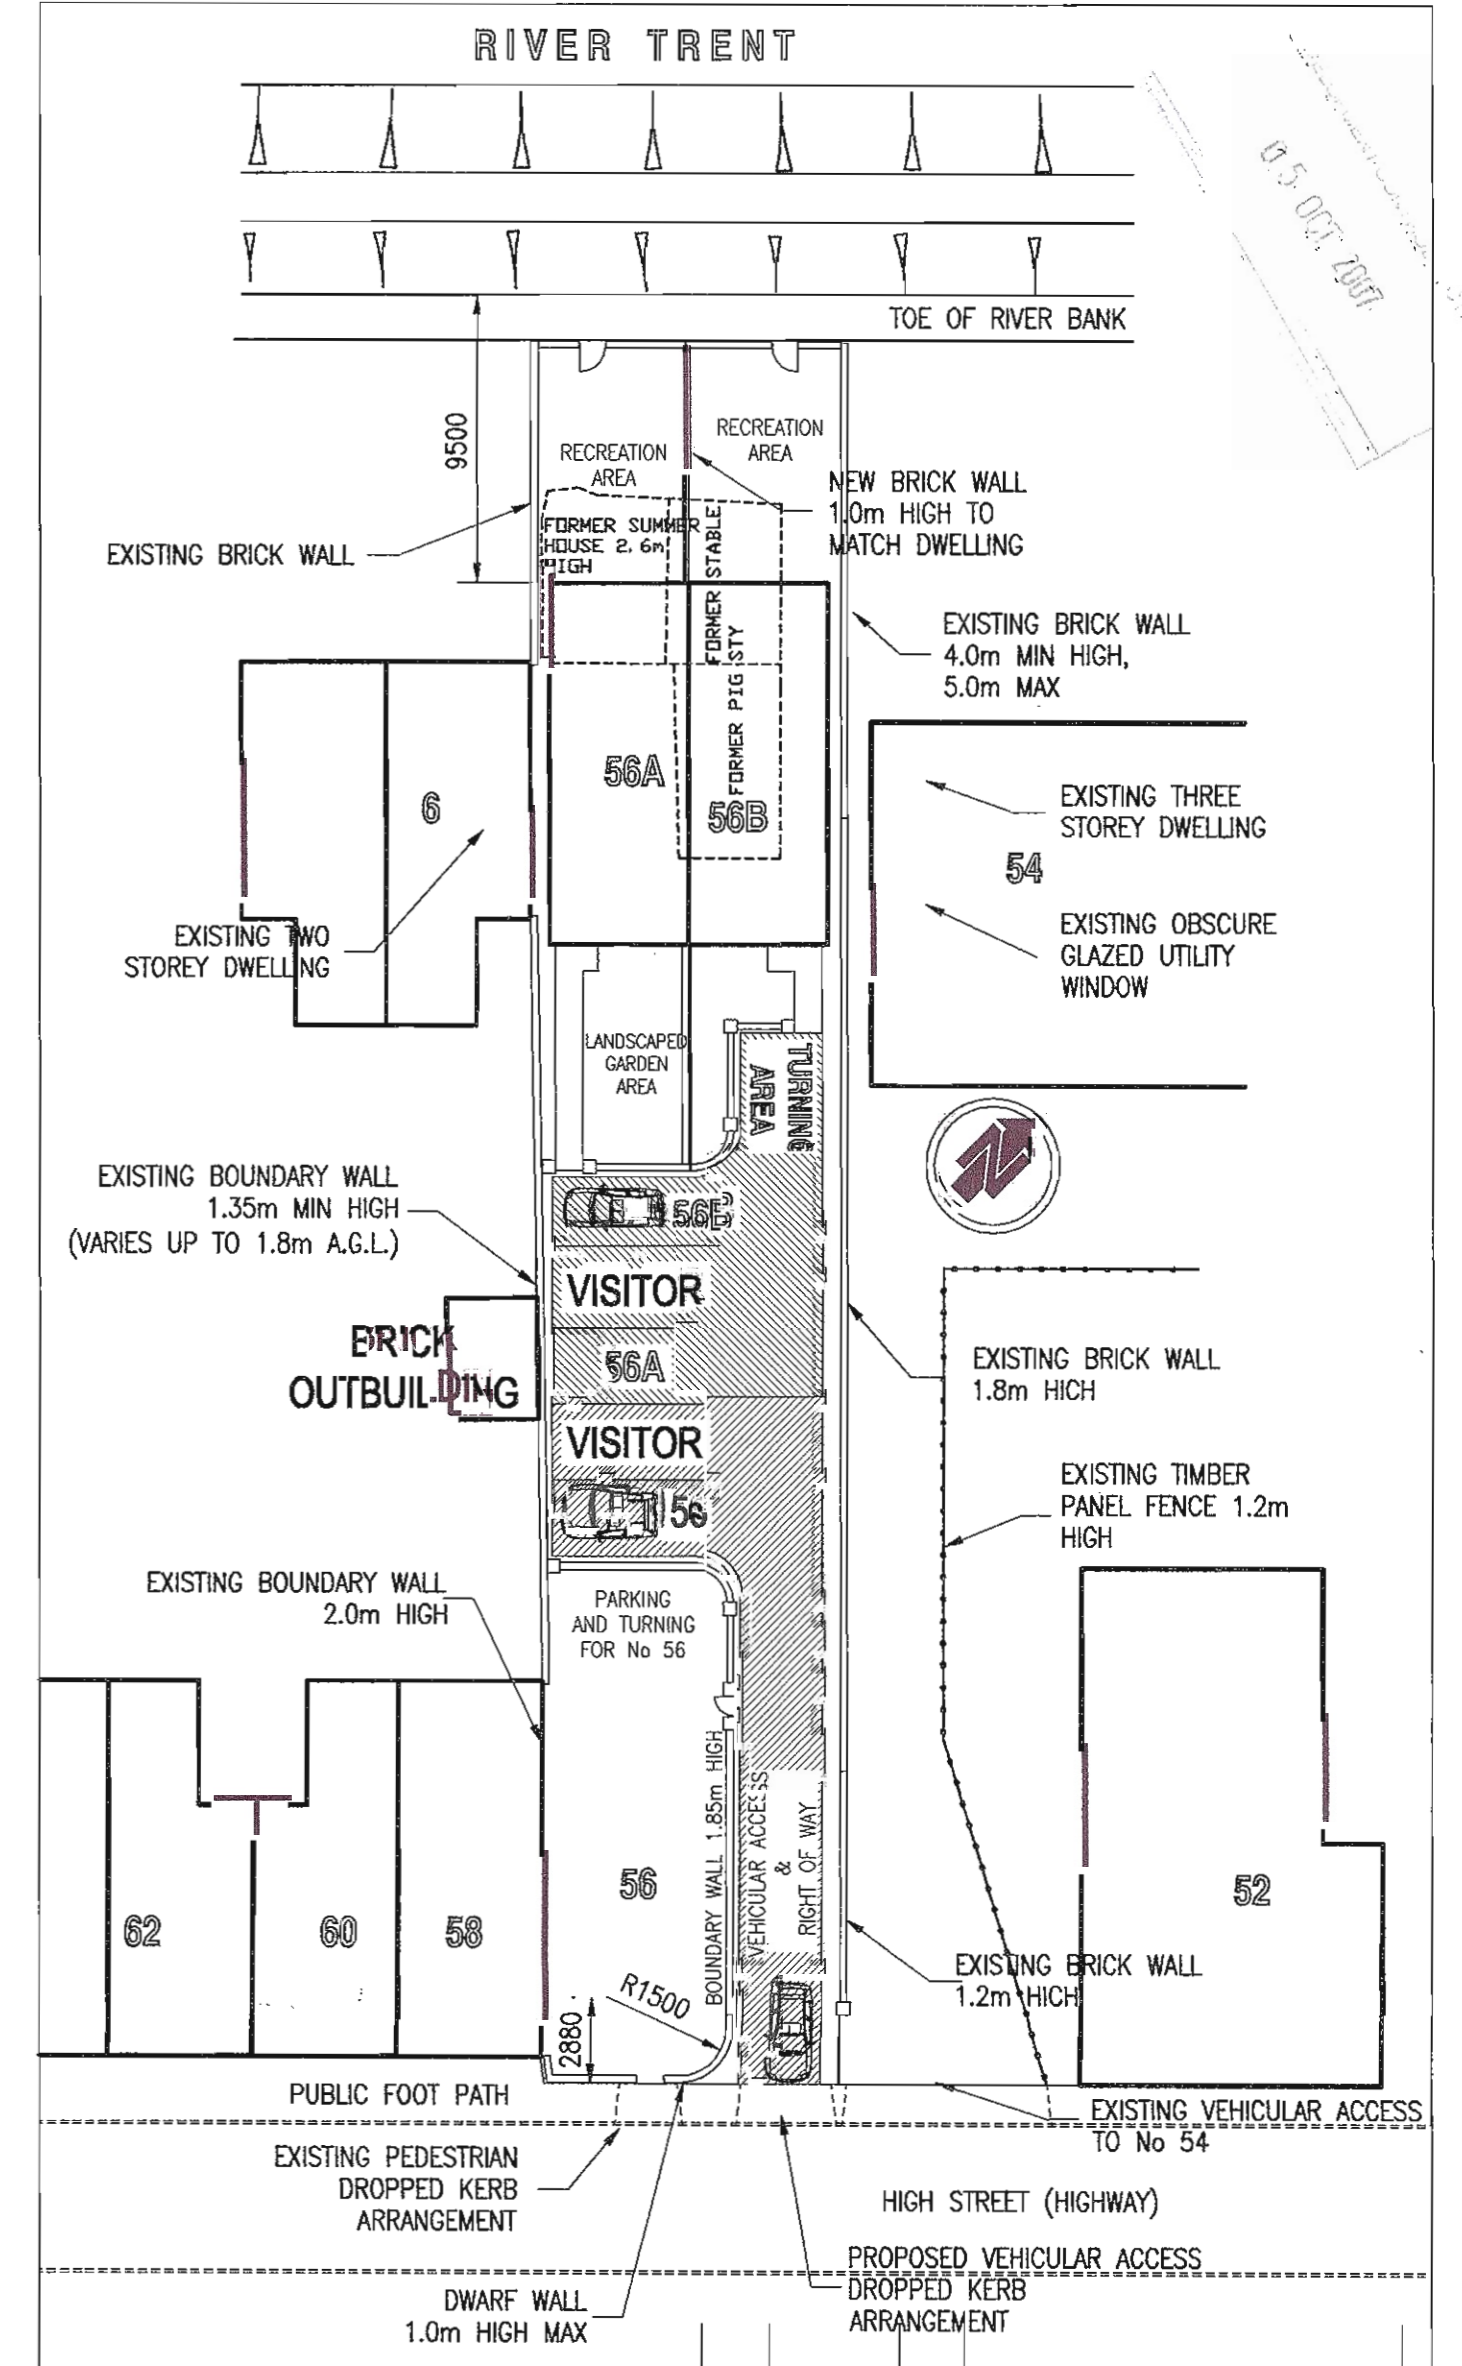 RIVER TRENT
05 OCT 2007
TOE OF RIVER BANK
9500
RECREATION
AREA
RECREATION
AREA
NEW BRICK WALL
1.0m HIGH TO
MATCH DWELLING
FORMER SUMMER
HOUSE 2,6m
HIGH
FORMER STABLE
FORMER PIG STY
EXISTING BRICK WALL
EXISTING BRICK WALL
4.0m MIN HIGH,
5.0m MAX
56A
56B
6
EXISTING THREE
STOREY DWELLING
54
EXISTING OBSCURE
GLAZED UTILITY
WINDOW
EXISTING TWO
STOREY DWELLING
LANDSCAPED
GARDEN
AREA
TURNING
AREA
N
EXISTING BOUNDARY WALL
1.35m MIN HIGH
(VARIES UP TO 1.8m A.G.L.)
56B
VISITOR
BRICK
OUTBUILDING
56A
VISITOR
56
EXISTING BRICK WALL
1.8m HIGH
EXISTING TIMBER
PANEL FENCE 1.2m
HIGH
EXISTING BOUNDARY WALL
2.0m HIGH
PARKING
AND TURNING
FOR No 56
BOUNDARY WALL 1.85m HIGH
VEHICULAR ACCESS
&
RIGHT OF WAY
62
60
58
56
52
R1500
2880
EXISTING BRICK WALL
1.2m HIGH
PUBLIC FOOT PATH
EXISTING VEHICULAR ACCESS
TO No 54
EXISTING PEDESTRIAN
DROPPED KERB
ARRANGEMENT
HIGH STREET (HIGHWAY)
PROPOSED VEHICULAR ACCESS
DROPPED KERB
ARRANGEMENT
DWARF WALL
1.0m HIGH MAX